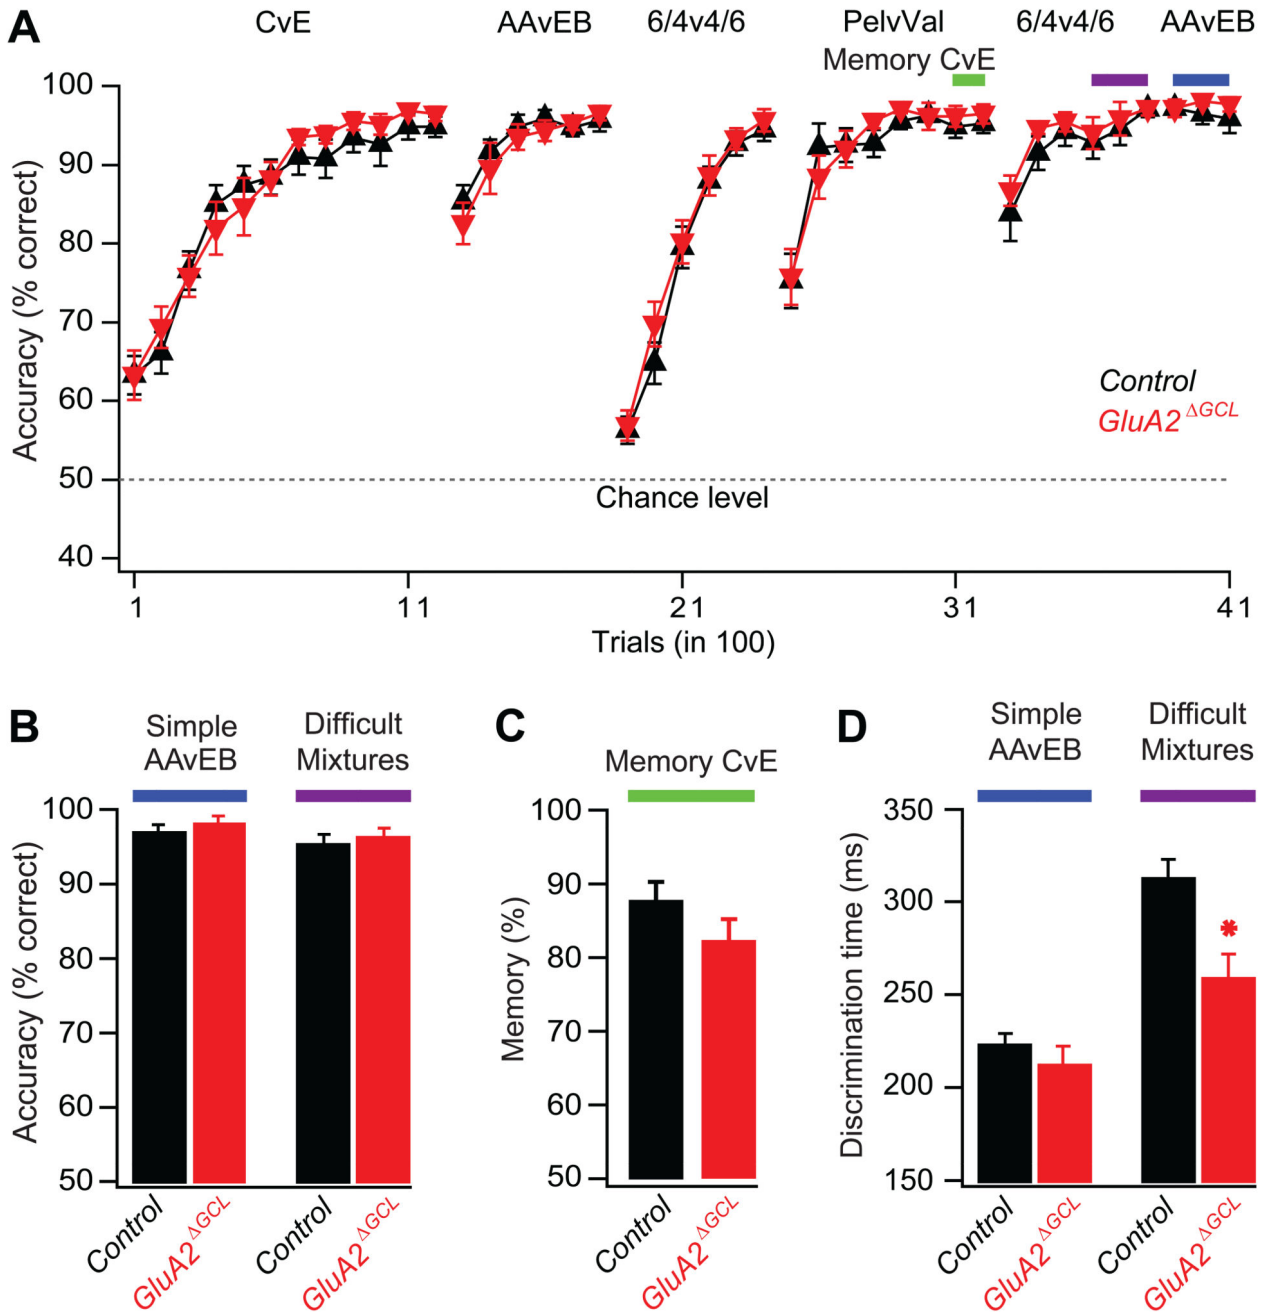 A
CvE
AAvEB
6/4v4/6
PelvVal
6/4v4/6
AAvEB
Memory CvE
100
90
80
70
60
50
40
Accuracy (% correct)
Control
GluA2 ΔGCL
Chance level
1
11
21
31
41
Trials (in 100)
B
Simple
AAvEB
Difficult
Mixtures
100
90
80
70
60
50
Accuracy (% correct)
Control
GluA2 ΔGCL
Control
GluA2 ΔGCL
C
Memory CvE
100
90
80
70
60
50
Memory (%)
Control
GluA2 ΔGCL
D
Simple
AAvEB
Difficult
Mixtures
350
300
250
200
150
Discrimination time (ms)
*
Control
GluA2 ΔGCL
Control
GluA2 ΔGCL